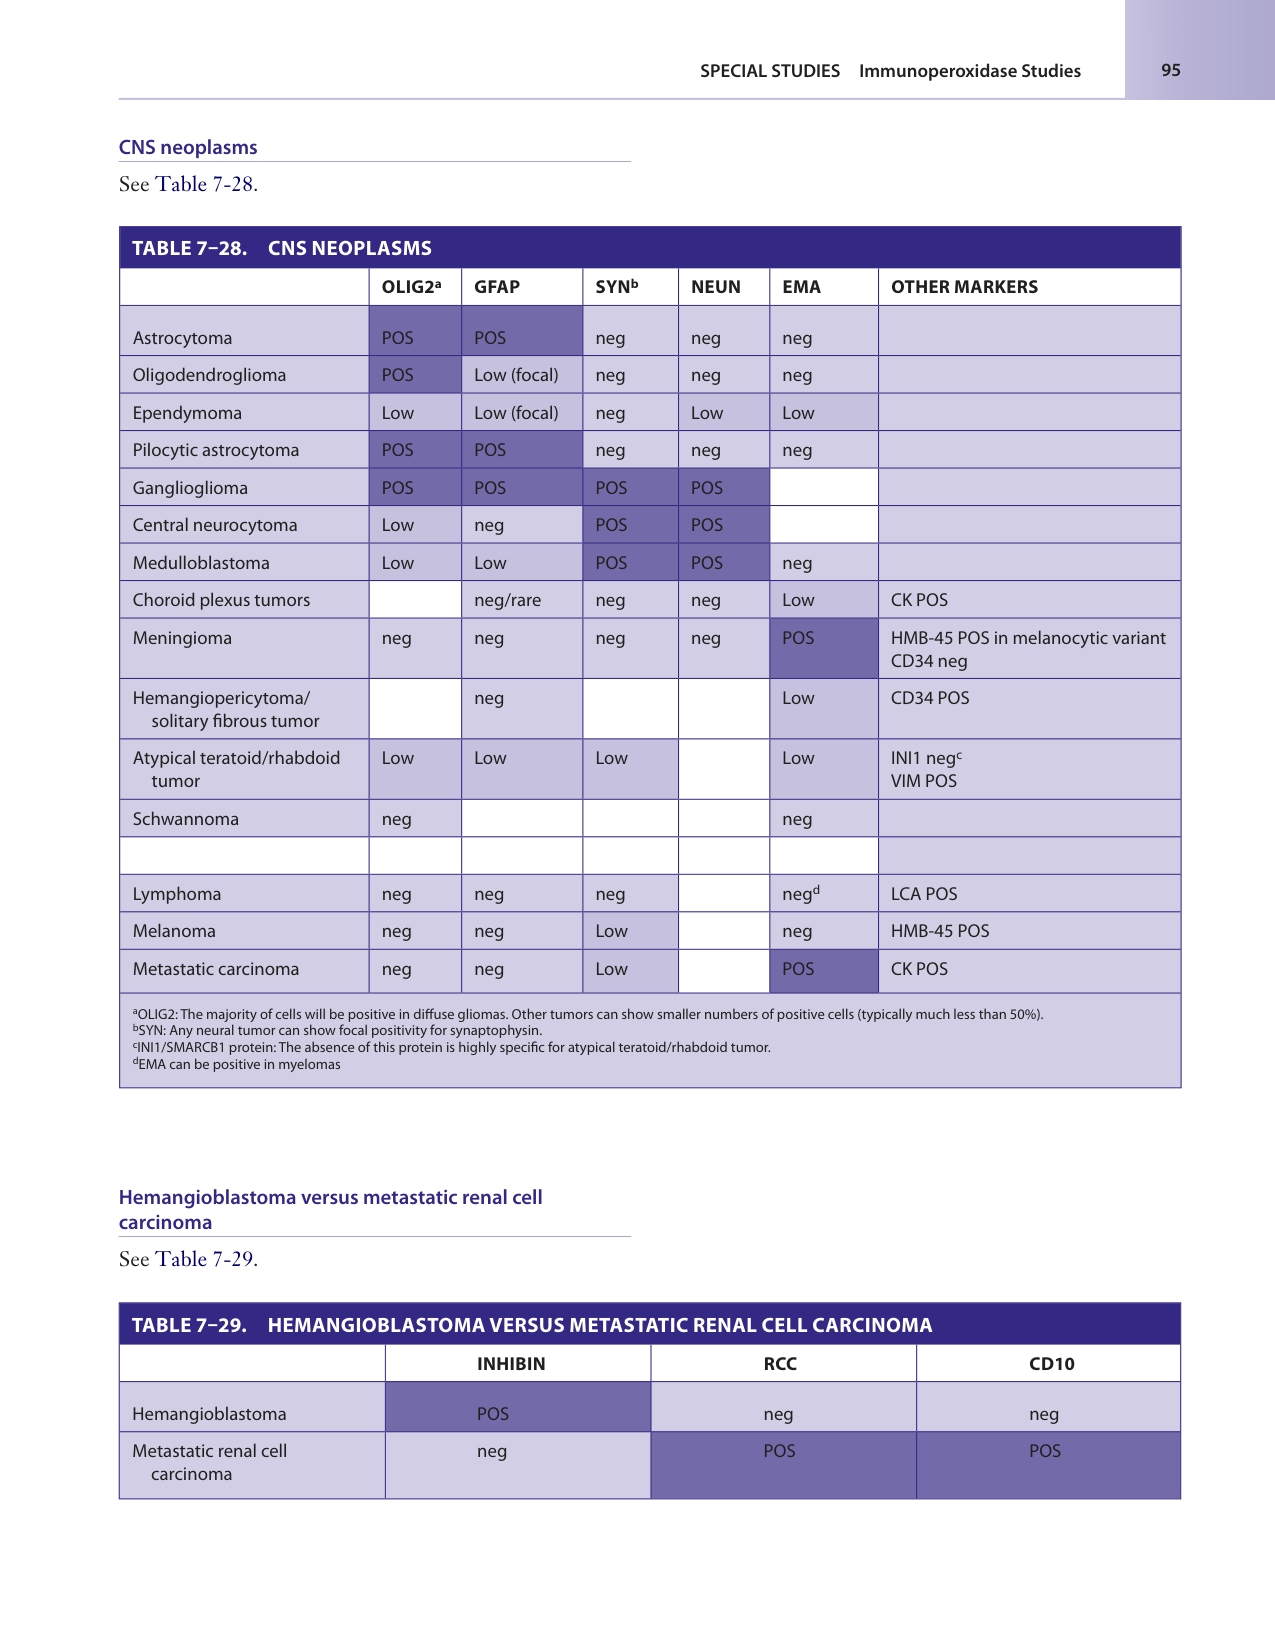 SPECIAL STUDIES Immunoperoxidase Studies 95
CNS neoplasms
See Table 7-28.
TABLE 7–28. CNS NEOPLASMS
OLIG2a GFAP SYNb NEUN EMA OTHER MARKERS
Astrocytoma POS POS neg neg neg
Oligodendroglioma POS Low (focal) neg neg neg
Ependymoma Low Low (focal) neg Low Low
Pilocytic astrocytoma POS POS neg neg neg
Ganglioglioma POS POS POS POS
Central neurocytoma Low neg POS POS
Medulloblastoma Low Low POS POS neg
Choroid plexus tumors neg/rare neg neg Low CK POS
Meningioma neg neg neg neg POS HMB-45 POS in melanocytic variant
CD34 neg
Hemangiopericytoma/ neg Low CD34 POS
solitary fibrous tumor
Atypical teratoid/rhabdoid Low Low Low Low INI1 negc
tumor VIM POS
Schwannoma neg neg
Lymphoma neg neg neg negd LCA POS
Melanoma neg neg Low neg HMB-45 POS
Metastatic carcinoma neg neg Low POS CK POS
aOLIG2: The majority of cells will be positive in diffuse gliomas. Other tumors can show smaller numbers of positive cells (typically much less than 50%).
bSYN: Any neural tumor can show focal positivity for synaptophysin.
cINI1/SMARCB1 protein: The absence of this protein is highly specific for atypical teratoid/rhabdoid tumor.
dEMA can be positive in myelomas
Hemangioblastoma versus metastatic renal cell
carcinoma
See Table 7-29.
TABLE 7–29. HEMANGIOBLASTOMA VERSUS METASTATIC RENAL CELL CARCINOMA
INHIBIN RCC CD10
Hemangioblastoma POS neg neg
Metastatic renal cell neg POS POS
carcinoma